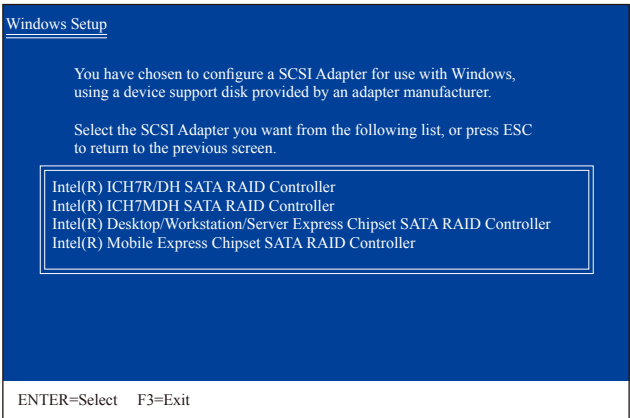 Windows Setup
You have chosen to configure a SCSI Adapter for use with Windows,
using a device support disk provided by an adapter manufacturer.
Select the SCSI Adapter you want from the following list, or press ESC
to return to the previous screen.
Intel(R) ICH7R/DH SATA RAID Controller
Intel(R) ICH7MDH SATA RAID Controller
Intel(R) Desktop/Workstation/Server Express Chipset SATA RAID Controller
Intel(R) Mobile Express Chipset SATA RAID Controller
ENTER=Select F3=Exit